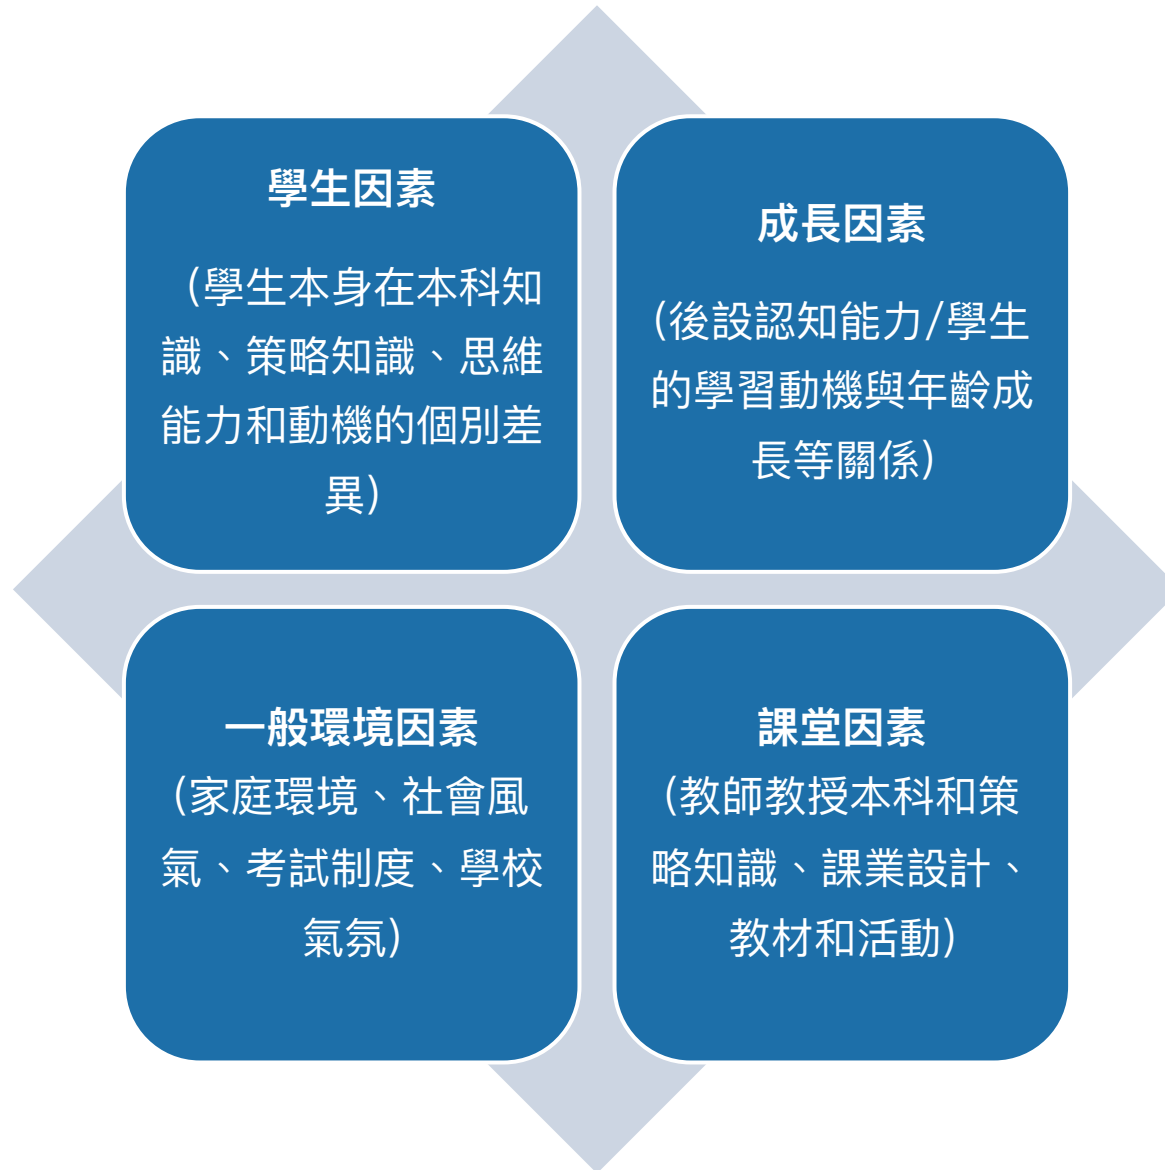 學生因素
(學生本身在本科知
識、策略知識、思維
能力和動機的個別差
異)
成長因素
(後設認知能力/學生
的學習動機與年齡成
長等關係)
一般環境因素
(家庭環境、社會風
氣、考試制度、學校
氣氛)
課堂因素
(教師教授本科和策
略知識、課業設計、
教材和活動)